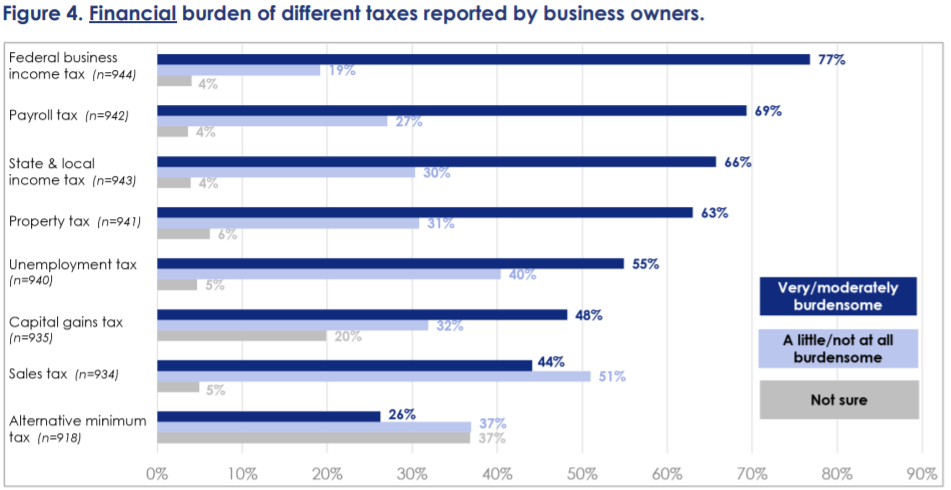 Figure 4. Financial burden of different taxes reported by business owners.
Federal business
income tax (n=944)
77%
19%
4%
Payroll tax (n=942)
69%
27%
4%
State & local
income tax (n=943)
66%
30%
4%
Property tax (n=941)
63%
31%
6%
Unemployment tax
(n=940)
55%
40%
5%
Capital gains tax
(n=935)
48%
32%
20%
Sales tax (n=934)
44%
51%
5%
Alternative minimum
tax (n=918)
26%
37%
37%
Very/moderately
burdensome
A little/not at all
burdensome
Not sure
0% 10% 20% 30% 40% 50% 60% 70% 80% 90%